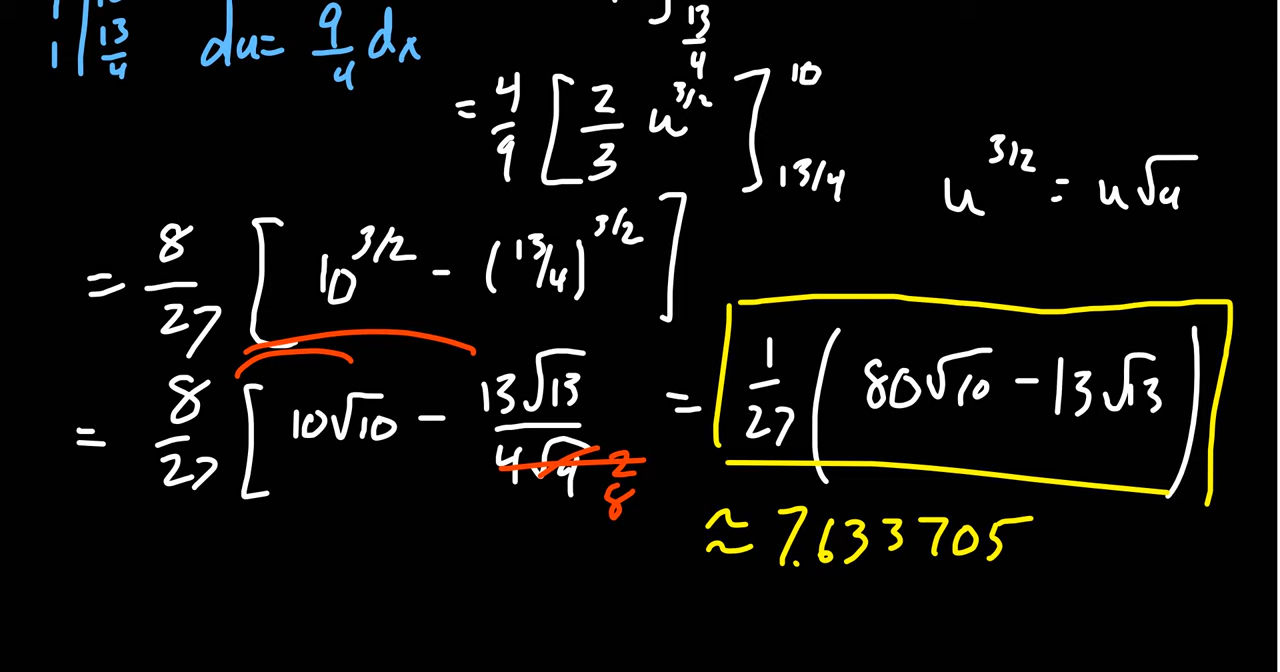 1 | 13/4 du = 9/4 dx
∫ 13/4
= 4/9 [ 2/3 u^3/2 ] 10 13/4
u^3/2 = u√u
= 8/27 [ 10^3/2 - (13/4)^3/2 ]
= 8/27 [ 10√10 - 13√13 / 4√4 2 8 = 1/27 ( 80√10 - 13√13 )
≈ 7.633705